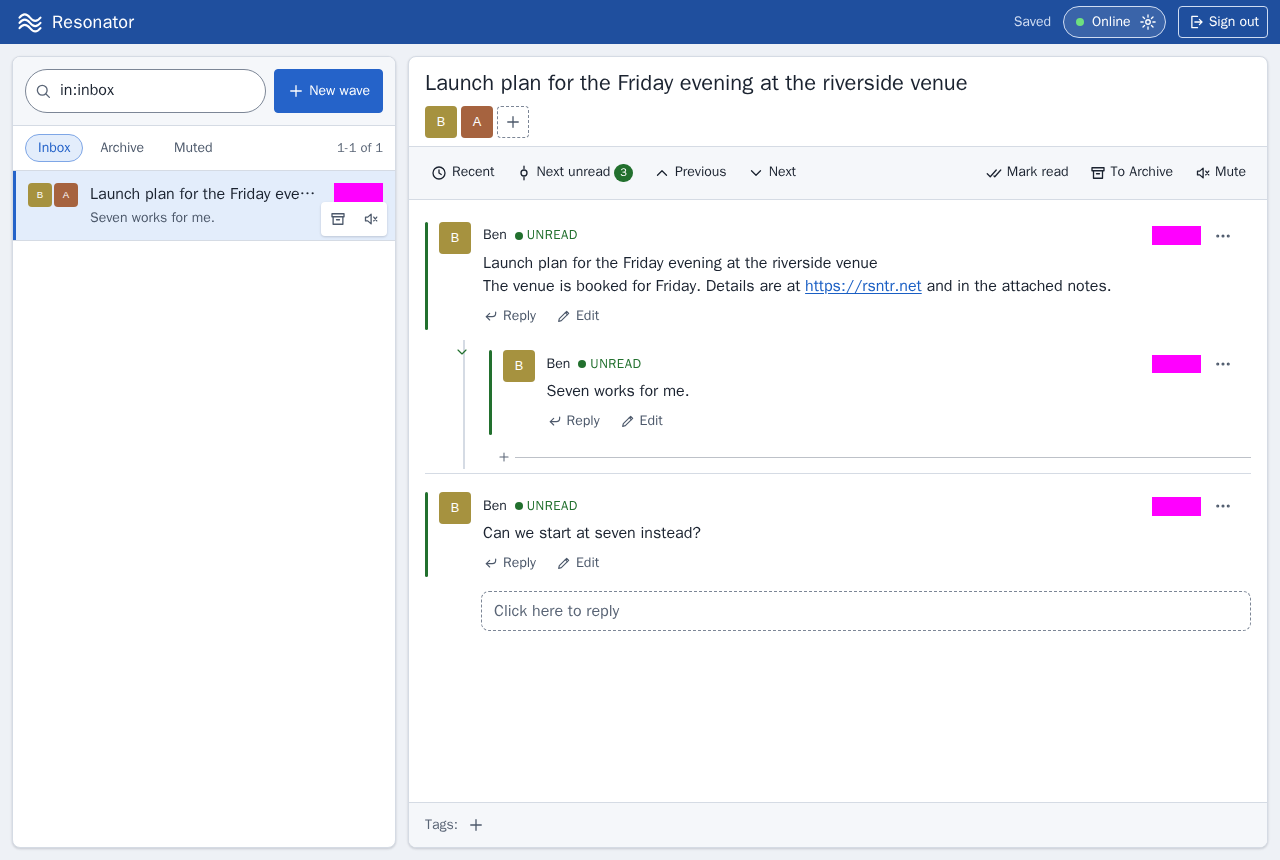 Resonator
Saved
Online
Sign out
in:inbox
New wave
Inbox
Archive
Muted
1-1 of 1
B
A
Launch plan for the Friday eve···
Seven works for me.
Launch plan for the Friday evening at the riverside venue
B
A
Recent
Next unread 3
Previous
Next
Mark read
To Archive
Mute
B
Ben
UNREAD
Launch plan for the Friday evening at the riverside venue
The venue is booked for Friday. Details are at https://rsntr.net and in the attached notes.
Reply
Edit
B
Ben
UNREAD
Seven works for me.
Reply
Edit
B
Ben
UNREAD
Can we start at seven instead?
Reply
Edit
Click here to reply
Tags: